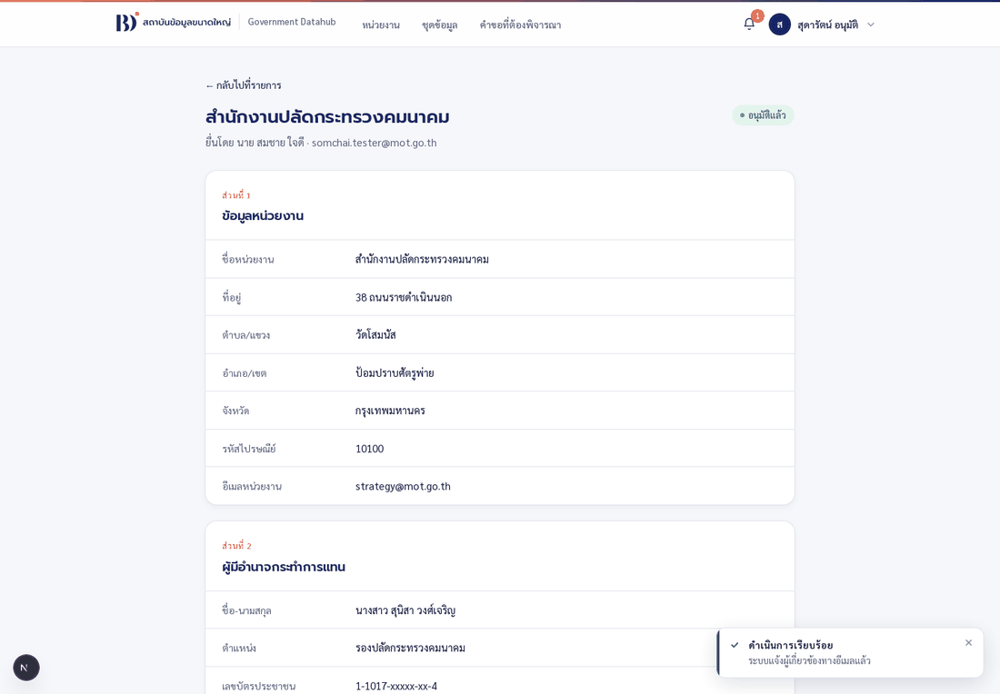 BD สถาบันข้อมูลขนาดใหญ่ Government Datahub หน่วยงาน ชุดข้อมูล คำขอที่ต้องพิจารณา 1 ส สุดารัตน์ อนุมัติ
← กลับไปที่รายการ
สำนักงานปลัดกระทรวงคมนาคม อนุมัติแล้ว
ยื่นโดย นาย สมชาย ใจดี · somchai.tester@mot.go.th
ส่วนที่ 1
ข้อมูลหน่วยงาน
ชื่อหน่วยงาน สำนักงานปลัดกระทรวงคมนาคม
ที่อยู่ 38 ถนนราชดำเนินนอก
ตำบล/แขวง วัดโสมนัส
อำเภอ/เขต ป้อมปราบศัตรูพ่าย
จังหวัด กรุงเทพมหานคร
รหัสไปรษณีย์ 10100
อีเมลหน่วยงาน strategy@mot.go.th
ส่วนที่ 2
ผู้มีอำนาจกระทำการแทน
ชื่อ-นามสกุล นางสาว สุนิสา วงศ์เจริญ
ตำแหน่ง รองปลัดกระทรวงคมนาคม
เลขบัตรประชาชน 1-1017-xxxxx-xx-4
ดำเนินการเรียบร้อย
ระบบแจ้งผู้เกี่ยวข้องทางอีเมลแล้ว
N